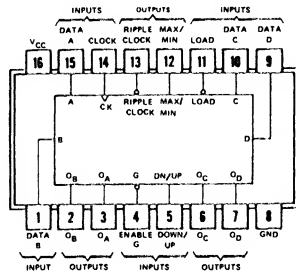 INPUTS OUTPUTS INPUTS
VCC DATA A CLOCK RIPPLE CLOCK MAX/ MIN LOAD DATA C DATA D
16 15 14 13 12 11 10 9
A CK RIPPLE CLOCK MAX/ MIN LOAD C
B D
QB QA G DN/UP QC QD
1 2 3 4 5 6 7 8
DATA B QB QA ENABLE G DOWN/ UP QC QD GND
INPUT OUTPUTS INPUTS OUTPUTS